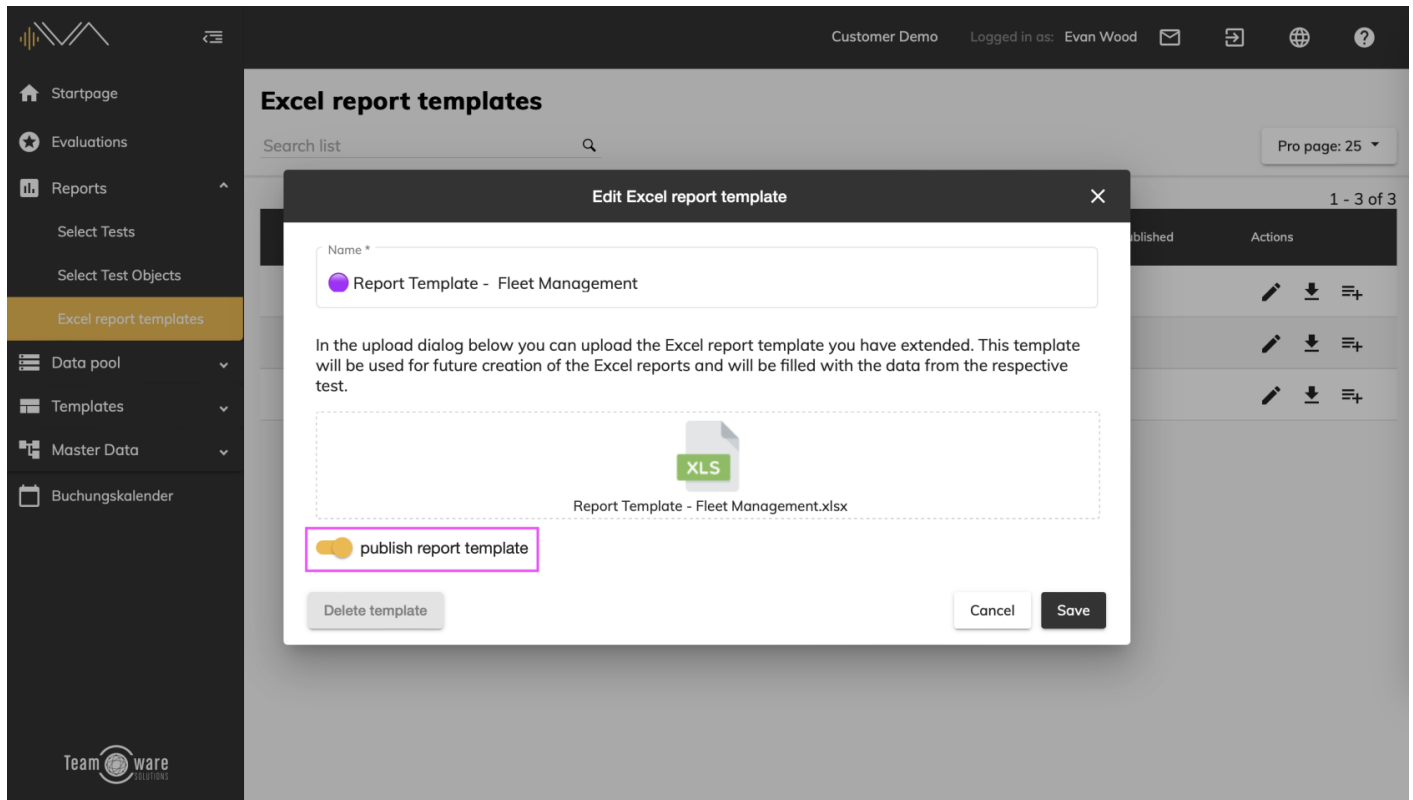 Customer Demo Logged in as: Evan Wood
Startpage
Evaluations
Reports
Select Tests
Select Test Objects
Excel report templates
Data pool
Templates
Master Data
Buchungskalender
Team ware
SOLUTIONS
Excel report templates
Search list
Pro page: 25
1 - 3 of 3
Actions
Edit Excel report template
Name *
Report Template - Fleet Management
In the upload dialog below you can upload the Excel report template you have extended. This template
will be used for future creation of the Excel reports and will be filled with the data from the respective
test.
XLS
Report Template - Fleet Management.xlsx
publish report template
Delete template
Cancel
Save